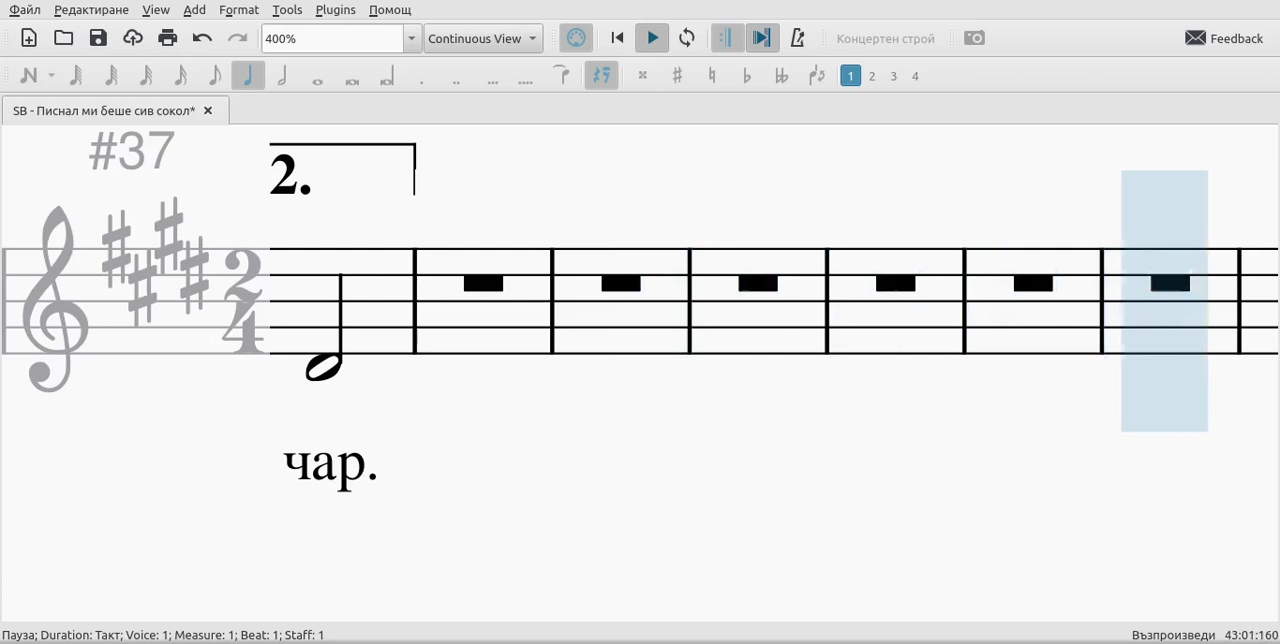 Файл Редактиране View Add Format Tools Plugins Помощ
400% Continuous View Концертен строй Feedback
1 2 3 4
SB - Писнал ми беше сив сокол*
#37
2.
2
4
чар.
Пауза; Duration: Такт; Voice: 1; Measure: 1; Beat: 1; Staff: 1 Възпроизведи 43:01:160